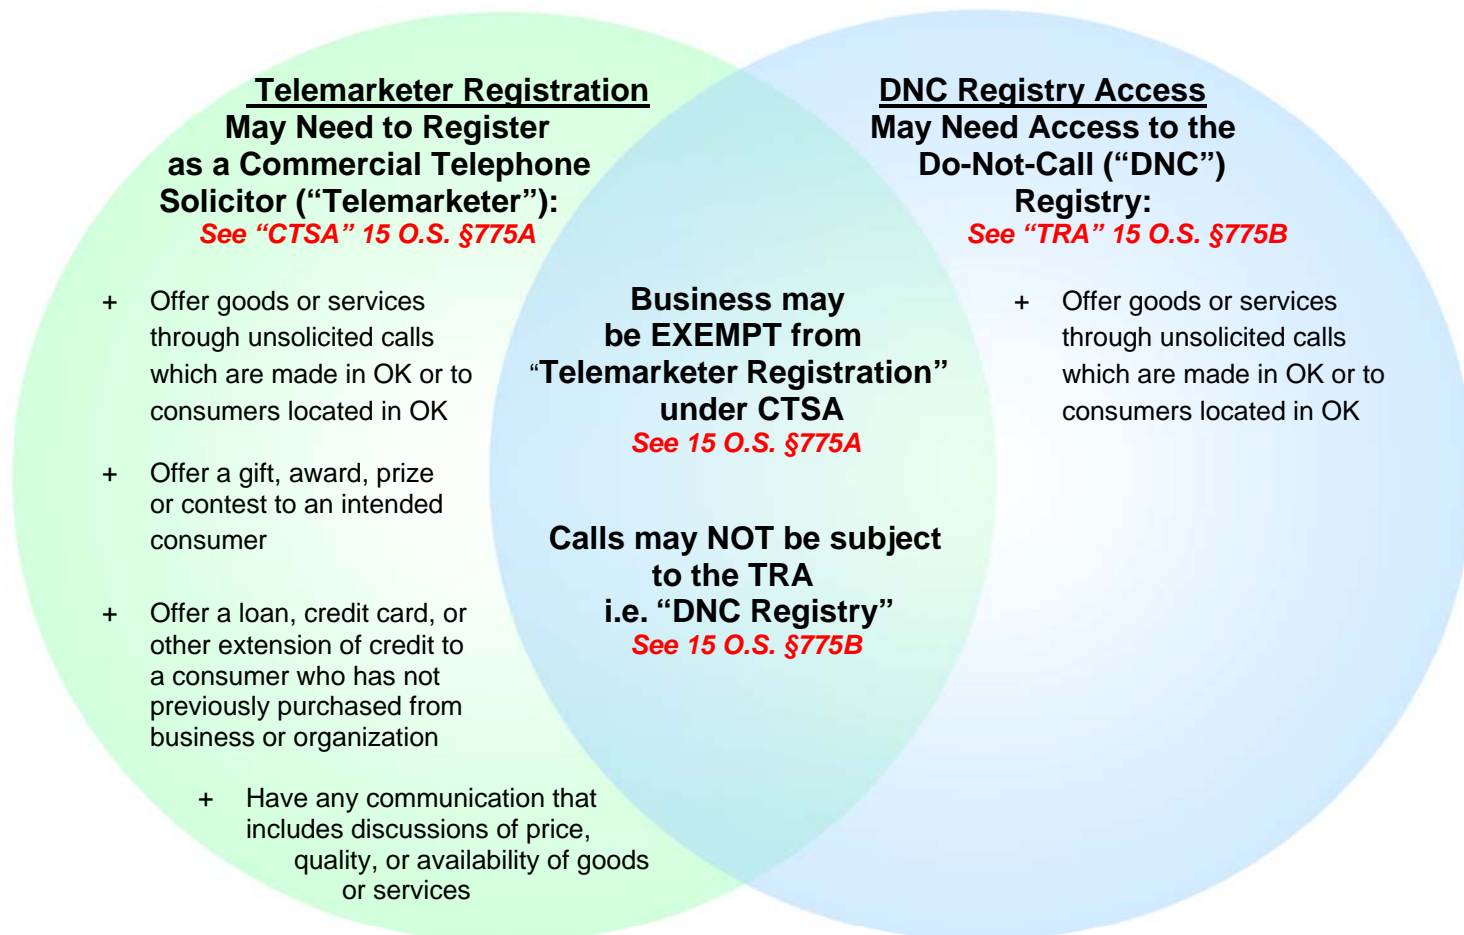 Telemarketer Registration
May Need to Register
as a Commercial Telephone
Solicitor (“Telemarketer”):
See “CTSA” 15 O.S. §775A
+ Offer goods or services
through unsolicited calls
which are made in OK or to
consumers located in OK
+ Offer a gift, award, prize
or contest to an intended
consumer
+ Offer a loan, credit card, or
other extension of credit to
a consumer who has not
previously purchased from
business or organization
+ Have any communication that
includes discussions of price,
quality, or availability of goods
or services
Business may
be EXEMPT from
“Telemarketer Registration”
under CTSA
See 15 O.S. §775A
Calls may NOT be subject
to the TRA
i.e. “DNC Registry”
See 15 O.S. §775B
DNC Registry Access
May Need Access to the
Do-Not-Call (“DNC”)
Registry:
See “TRA” 15 O.S. §775B
+ Offer goods or services
through unsolicited calls
which are made in OK or to
consumers located in OK